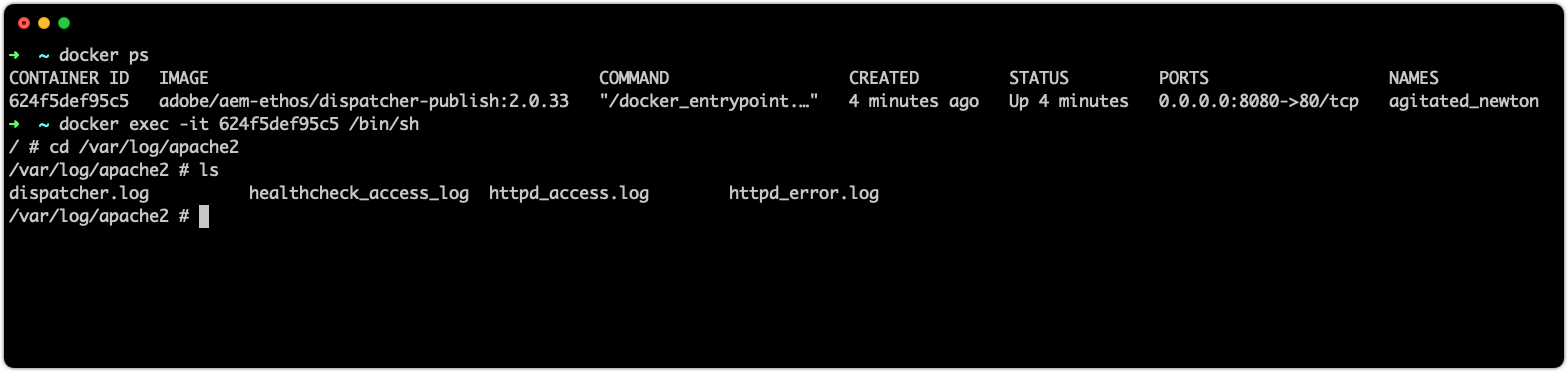 ➜  ~ docker ps
CONTAINER ID   IMAGE                                       COMMAND                  CREATED         STATUS         PORTS                  NAMES
624f5def95c5   adobe/aem-ethos/dispatcher-publish:2.0.33   "/docker_entrypoint.…"   4 minutes ago   Up 4 minutes   0.0.0.0:8080->80/tcp   agitated_newton
➜  ~ docker exec -it 624f5def95c5 /bin/sh
/ # cd /var/log/apache2
/var/log/apache2 # ls
dispatcher.log          healthcheck_access_log  httpd_access.log        httpd_error.log
/var/log/apache2 #